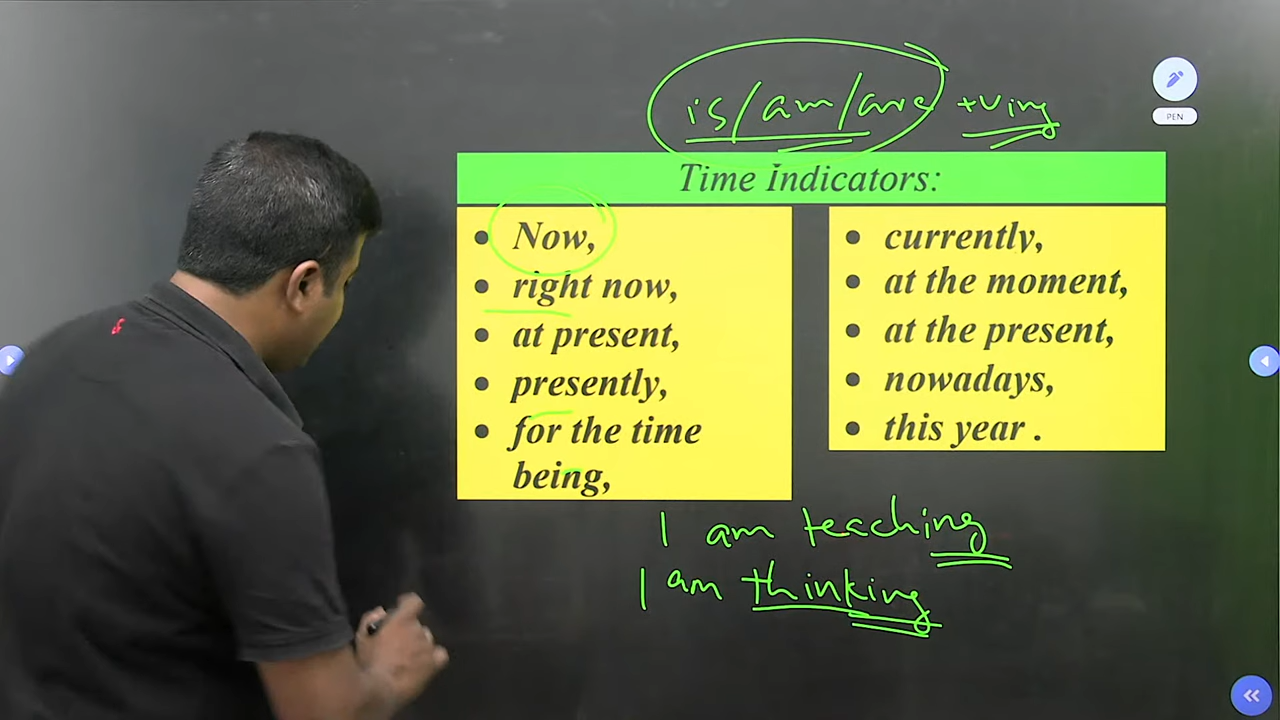 is/am/are +ving
PEN
Time Indicators:
• Now,
• right now,
• at present,
• presently,
• for the time
being,
• currently,
• at the moment,
• at the present,
• nowadays,
• this year .
I am teaching
I am thinking